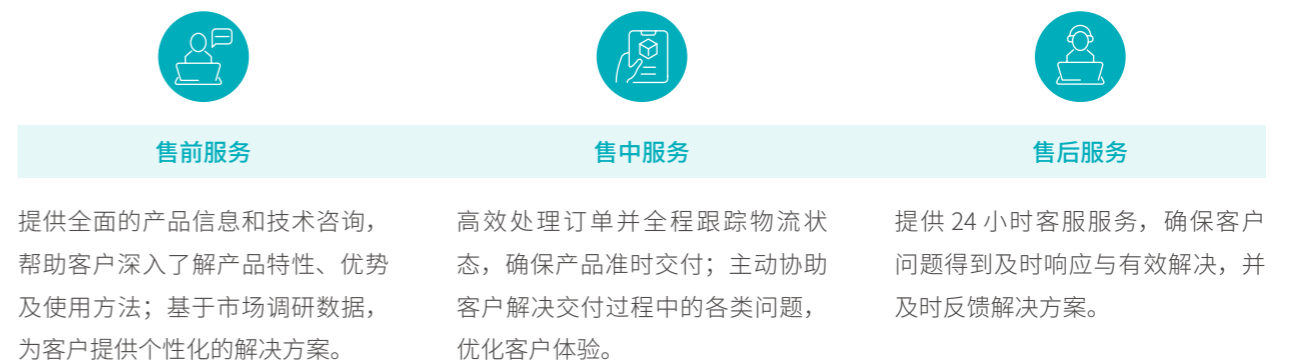 售前服务
提供全面的产品信息和技术咨询，
帮助客户深入了解产品特性、优势
及使用方法；基于市场调研数据，
为客户提供个性化的解决方案。
售中服务
高效处理订单并全程跟踪物流状
态，确保产品准时交付；主动协助
客户解决交付过程中的各类问题，
优化客户体验。
售后服务
提供 24 小时客服服务，确保客户
问题得到及时响应与有效解决，并
及时反馈解决方案。